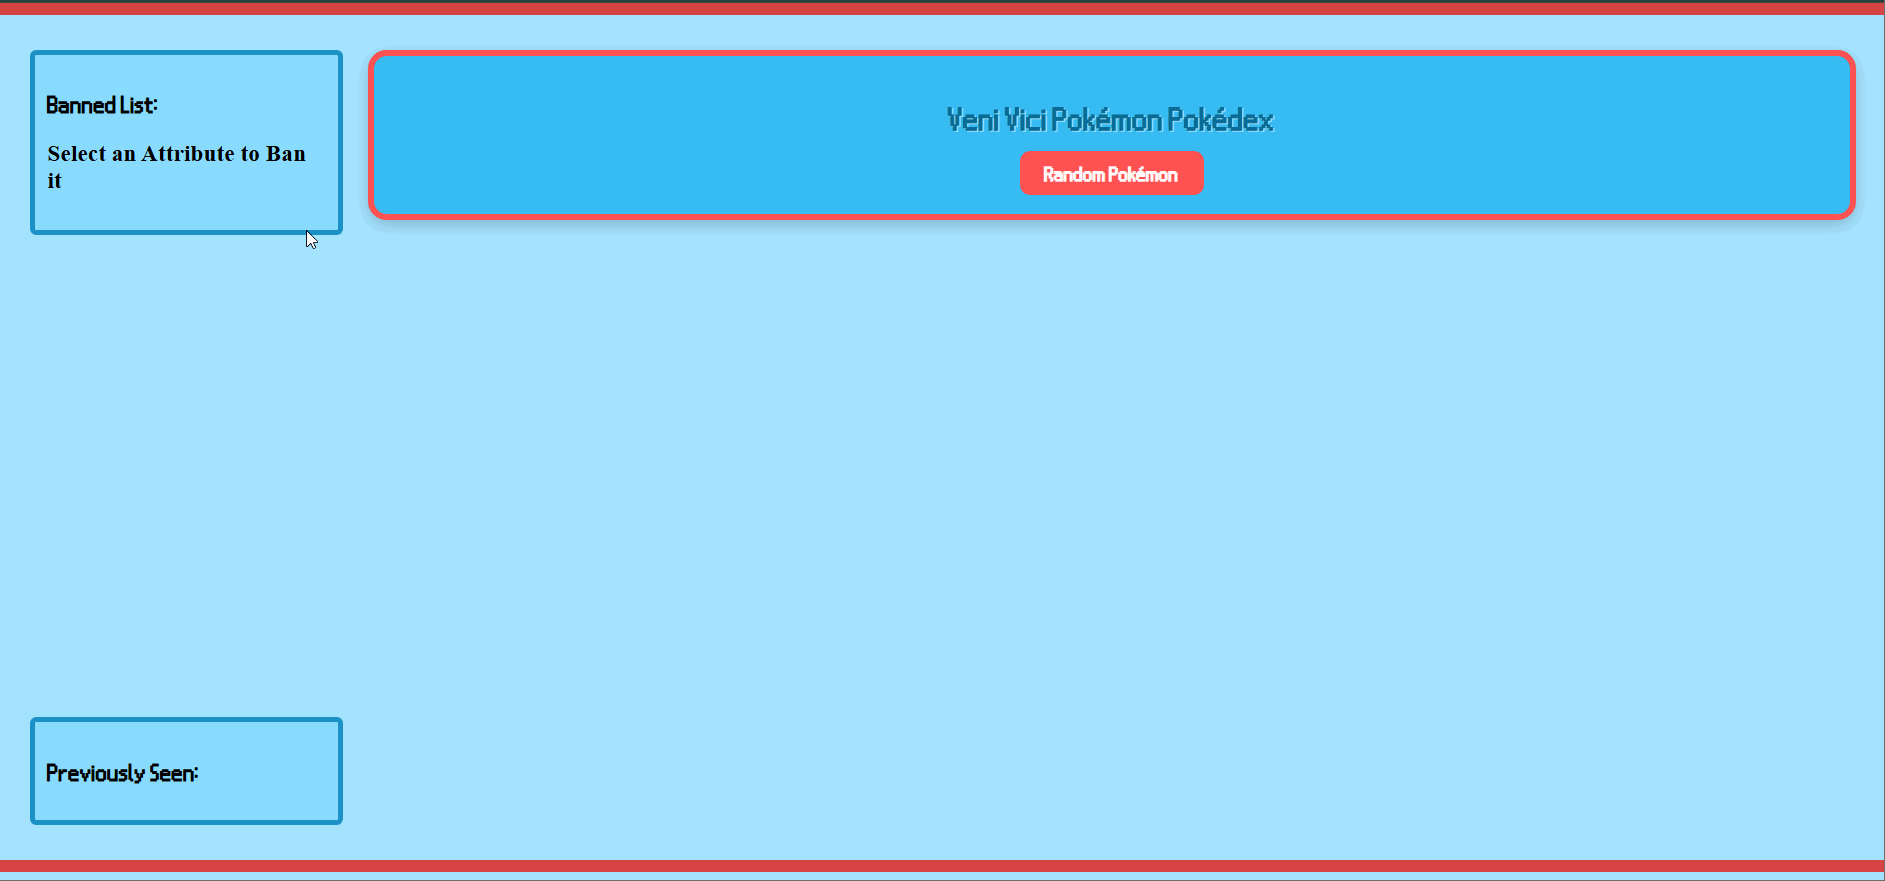 Banned List:
Select an Attribute to Ban
it
Veni Vici Pokémon Pokédex
Random Pokémon
Previously Seen: